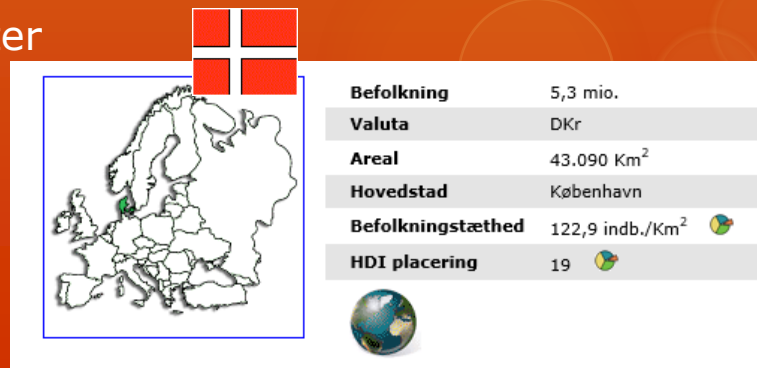 Befolkning 5,3 mio.
Valuta DKr
Areal 43.090 Km²
Hovedstad København
Befolkningstæthed 122,9 indb./Km²
HDI placering 19